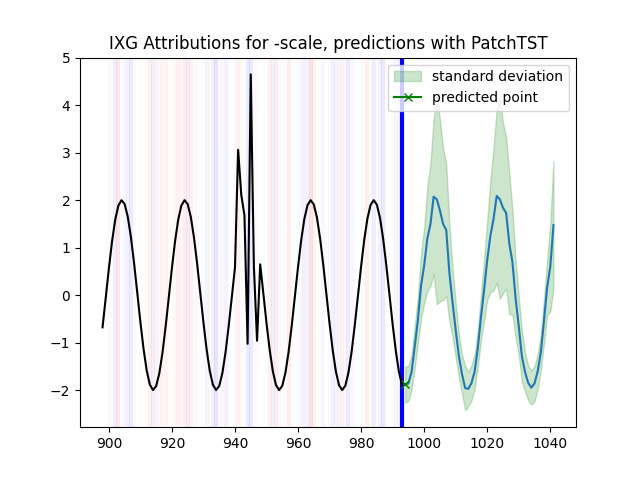 IXG Attributions for -scale, predictions with PatchTST
standard deviation
predicted point
5
4
3
2
1
0
−1
−2
900 920 940 960 980 1000 1020 1040